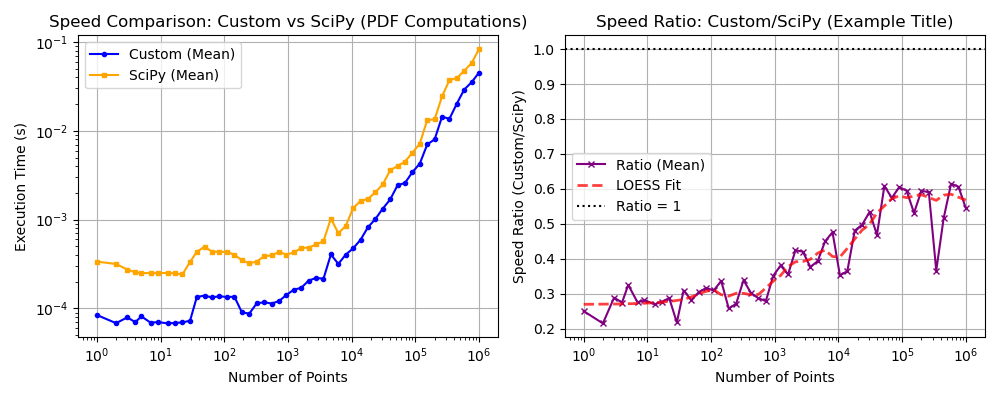 Speed Comparison: Custom vs SciPy (PDF Computations)
Execution Time (s)
10⁻¹
10⁻²
10⁻³
10⁻⁴
Custom (Mean)
SciPy (Mean)
10⁰ 10¹ 10² 10³ 10⁴ 10⁵ 10⁶
Number of Points
Speed Ratio: Custom/SciPy (Example Title)
Speed Ratio (Custom/SciPy)
1.0
0.9
0.8
0.7
0.6
0.5
0.4
0.3
0.2
Ratio (Mean)
LOESS Fit
Ratio = 1
10⁰ 10¹ 10² 10³ 10⁴ 10⁵ 10⁶
Number of Points